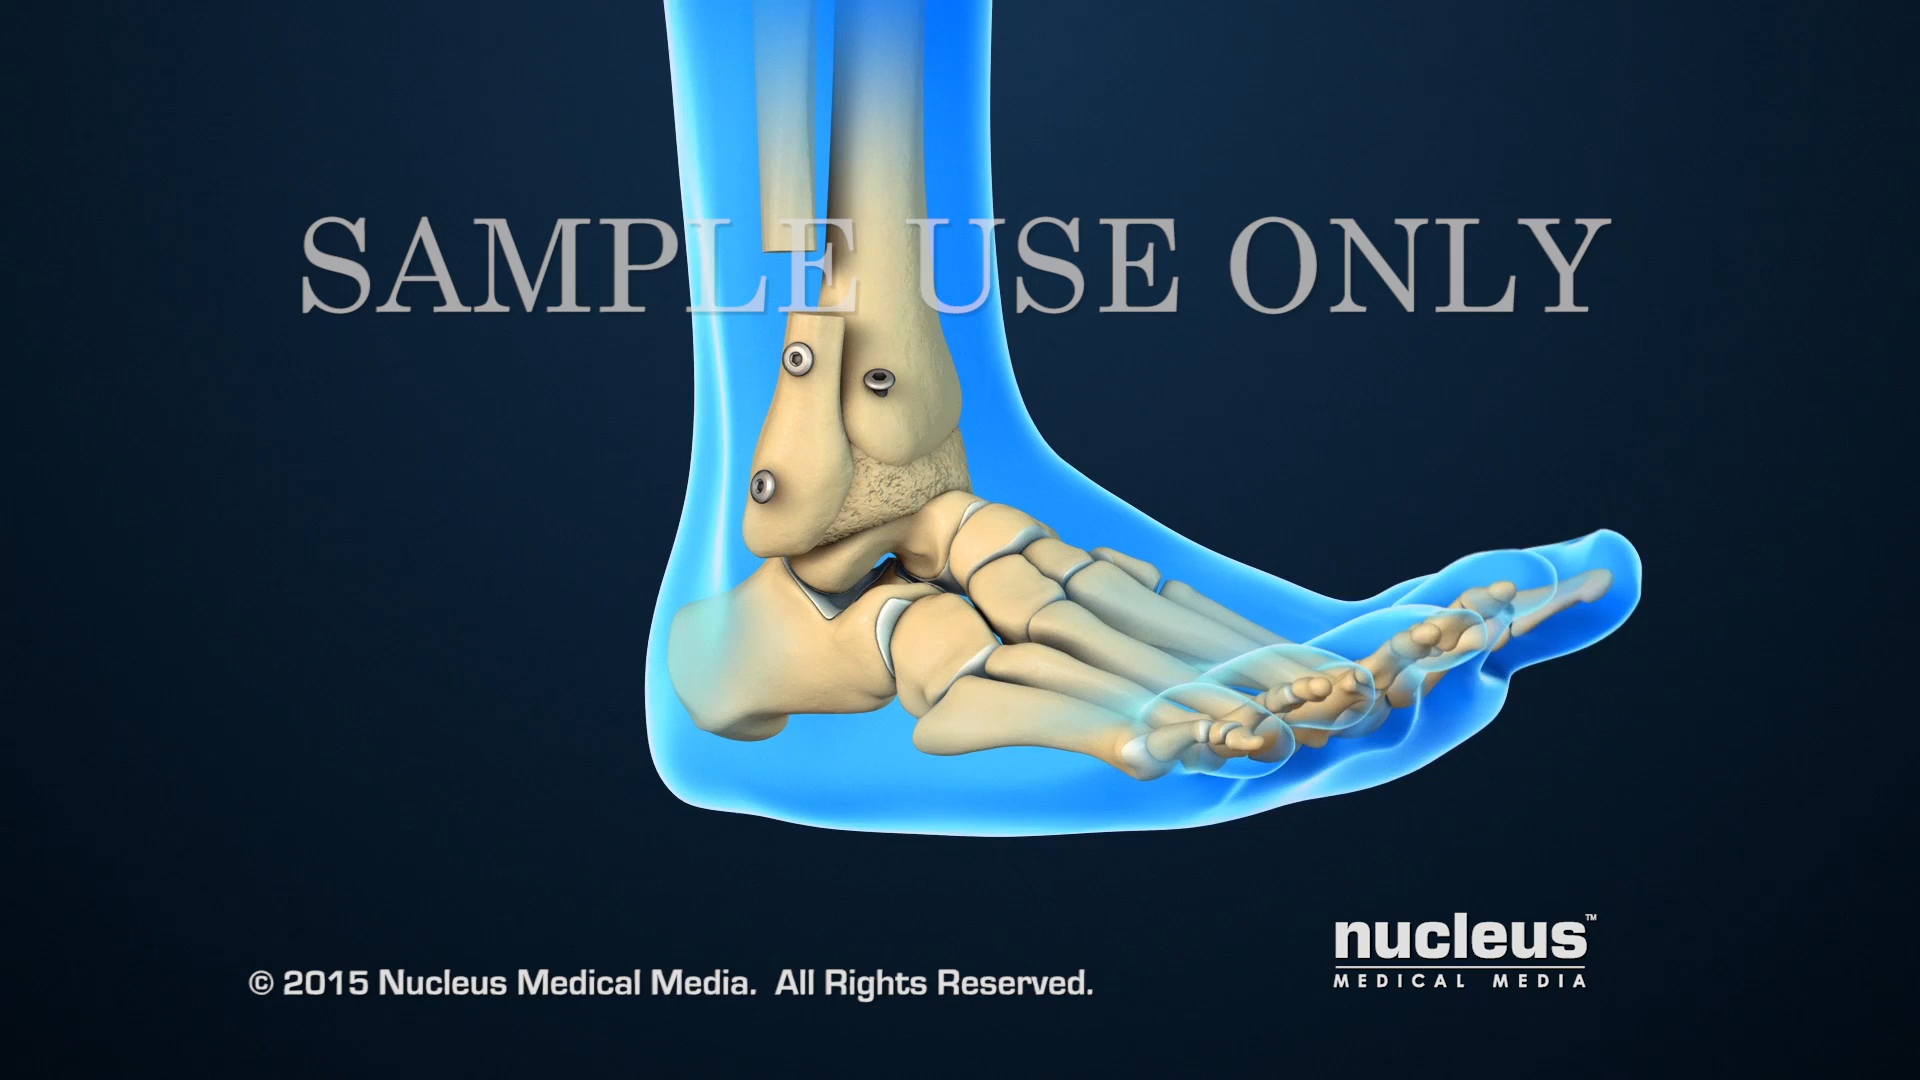 SAMPLE USE ONLY
nucleus™
MEDICAL MEDIA
© 2015 Nucleus Medical Media. All Rights Reserved.